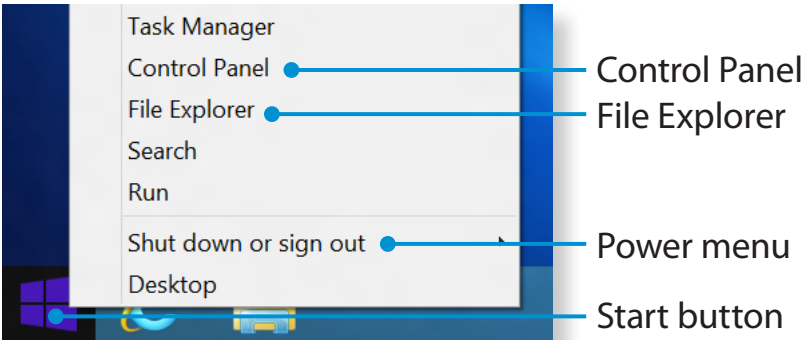 Task Manager
Control Panel
Control Panel
File Explorer
File Explorer
Search
Run
Shut down or sign out
Power menu
Desktop
Start button